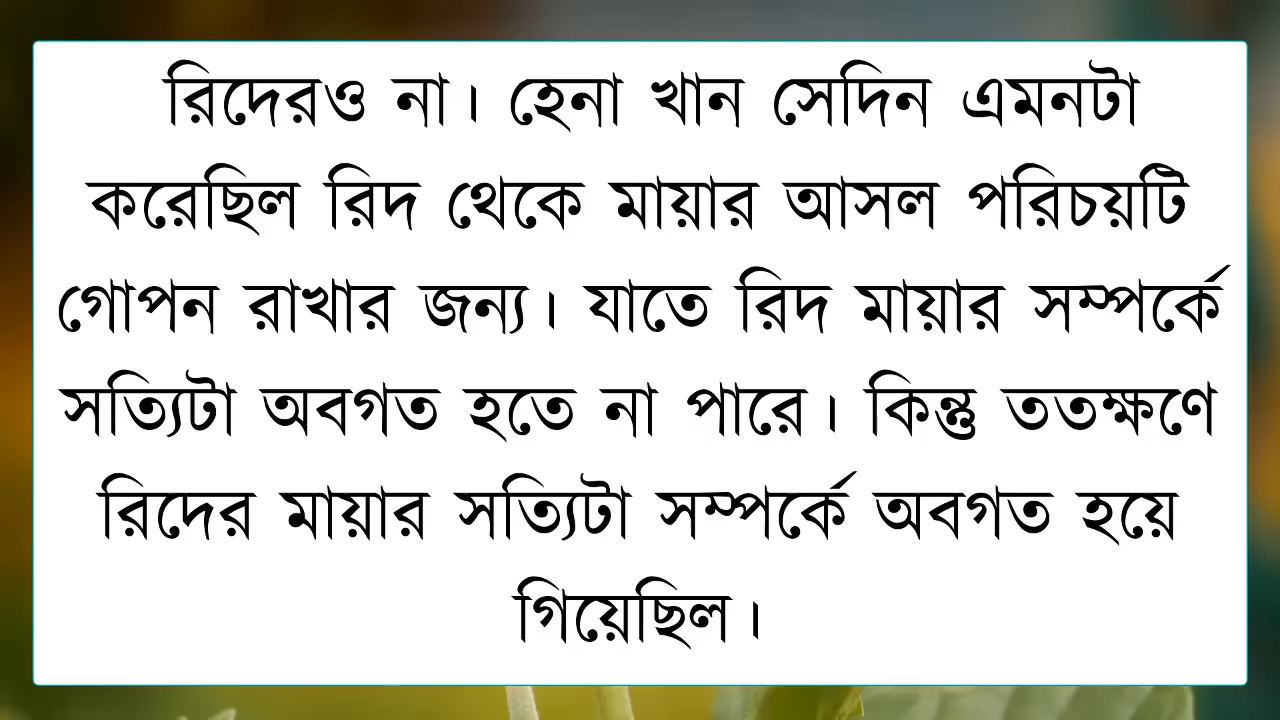 রিদেরও না। হেনা খান সেদিন এমনটা
করেছিল রিদ থেকে মায়ার আসল পরিচয়টি
গোপন রাখার জন্য। যাতে রিদ মায়ার সম্পর্কে
সত্যিটা অবগত হতে না পারে। কিন্তু ততক্ষণে
রিদের মায়ার সত্যিটা সম্পর্কে অবগত হয়ে
গিয়েছিল।